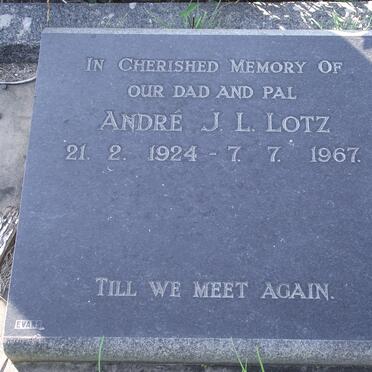 IN CHERISHED MEMORY OF
OUR DAD AND PAL
ANDRÉ J. L. LOTZ
21. 2. 1924 - 7. 7. 1967.
TILL WE MEET AGAIN.
EVANS